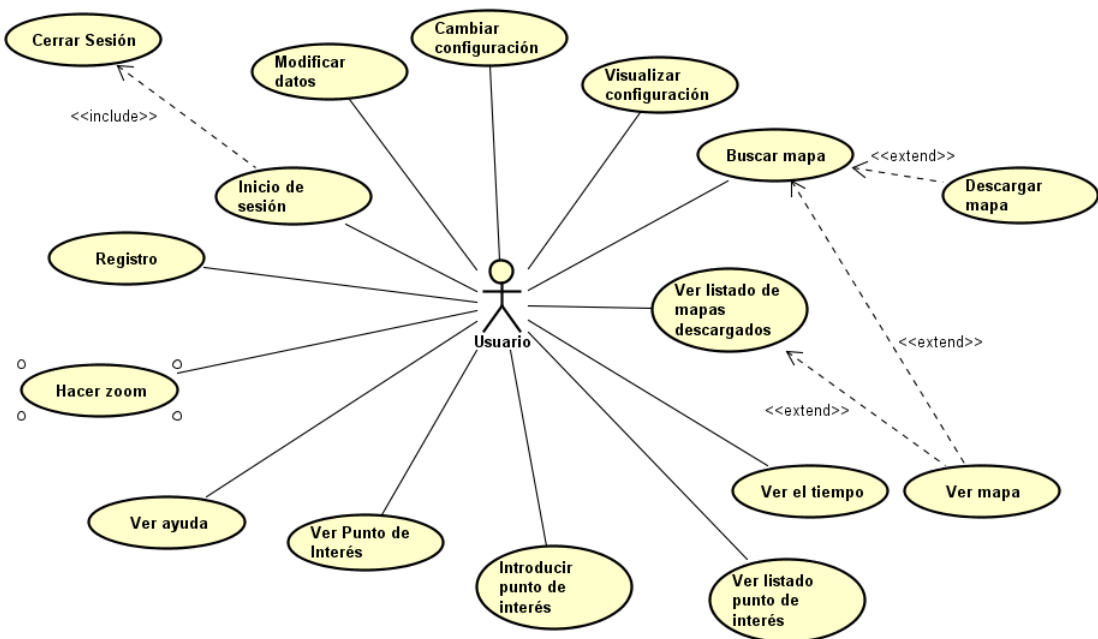 Cerrar Sesión
Modificar
datos
Cambiar
configuración
Visualizar
configuración
<<include>>
Inicio de
sesión
Buscar mapa
<<extend>>
Descargar
mapa
Registro
Ver listado de
mapas
descargados
Usuario
<<extend>>
Hacer zoom
<<extend>>
Ver ayuda
Ver Punto de
Interés
Introducir
punto de
interés
Ver el tiempo
Ver mapa
Ver listado
punto de
interés